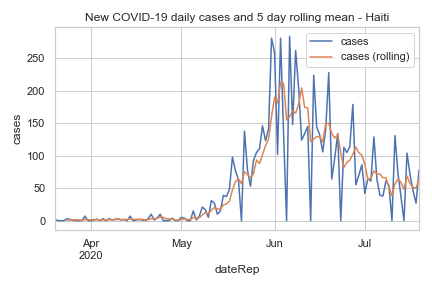 New COVID-19 daily cases and 5 day rolling mean - Haiti
cases
cases (rolling)
250
200
150
100
50
0
cases
Apr
2020
May
Jun
Jul
dateRep